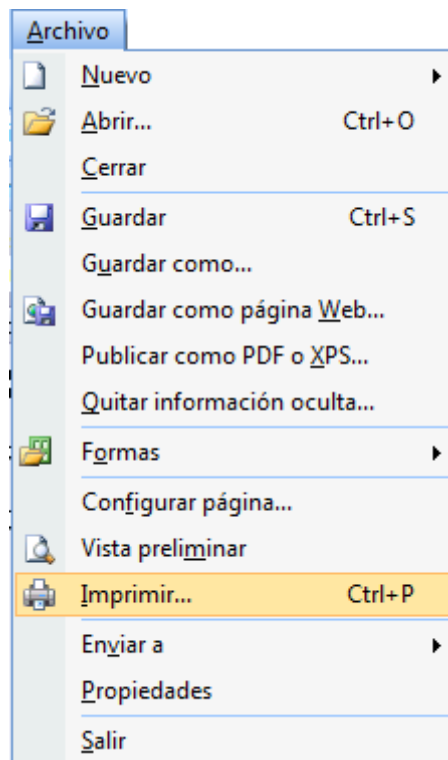 Archivo
Nuevo
Abrir... Ctrl+O
Cerrar
Guardar Ctrl+S
Guardar como...
Guardar como página Web...
Publicar como PDF o XPS...
Quitar información oculta...
Formas
Configurar página...
Vista preliminar
Imprimir... Ctrl+P
Enviar a
Propiedades
Salir